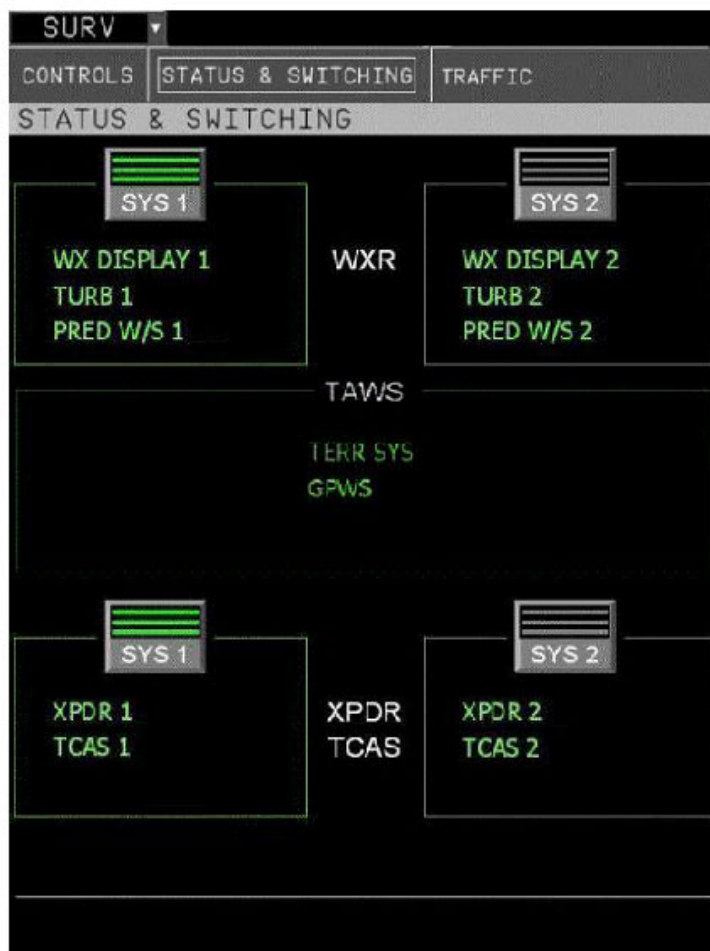 SURV
CONTROLS STATUS & SWITCHING TRAFFIC
STATUS & SWITCHING
SYS 1 SYS 2
WX DISPLAY 1 WXR WX DISPLAY 2
TURB 1 TURB 2
PRED W/S 1 PRED W/S 2
TAWS
TERR SYS
GPWS
SYS 1 SYS 2
XPDR 1 XPDR XPDR 2
TCAS 1 TCAS TCAS 2